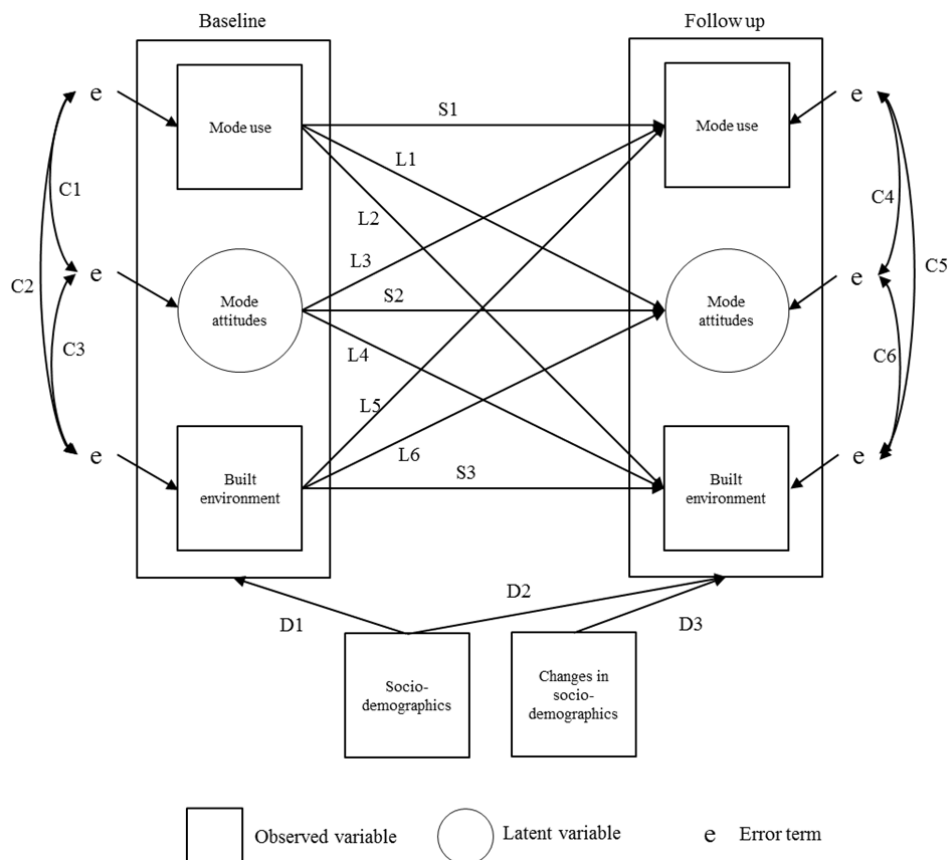 Baseline
Follow up
e
Mode use
S1
Mode use
e
C1
L1
L2
C4
C2
e
Mode
attitudes
L3
S2
Mode
attitudes
e
C5
C3
L4
C6
L5
L6
e
Built
environment
S3
Built
environment
e
D1
D2
D3
Socio-
demographics
Changes in
socio-
demographics
Observed variable
Latent variable
e
Error term